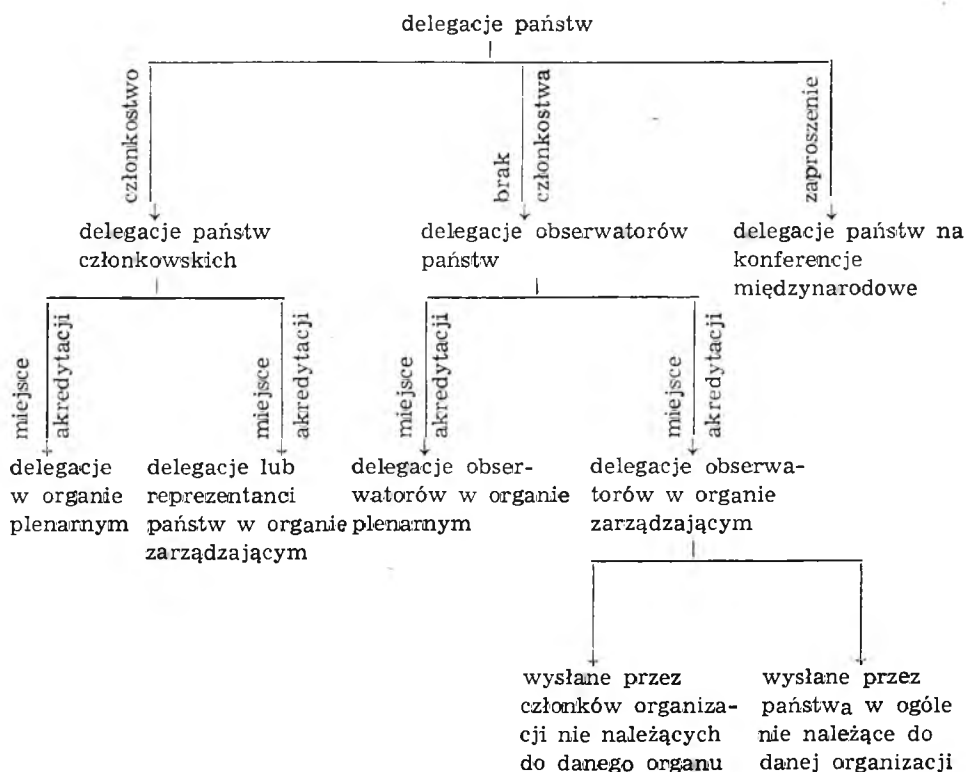 delegacje państw
członkostwo
brak
członkostwa
zaproszenie
delegacje państw
członkowskich
delegacje obserwatorów
państw
delegacje państw na
konferencje
międzynarodowe
miejsce
akredytacji
miejsce
akredytacji
miejsce
akredytacji
miejsce
akredytacji
delegacje
w organie
plenarnym
delegacje lub
reprezentanci
państw w organie
zarządzającym
delegacje obser-
watorów w organie
plenarnym
delegacje obserwa-
torów w organie
zarządzającym
wysłane przez
członków organiza-
cji nie należących
do danego organu
wysłane przez
państwa w ogóle
nie należące do
danej organizacji